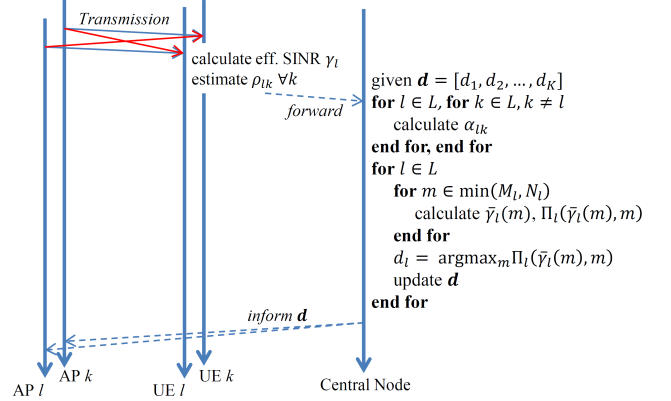 Transmission
calculate eff. SINR γ_l
estimate ρ_lk ∀k
forward
given d = [d_1, d_2, … , d_K]
for l ∈ L, for k ∈ L, k ≠ l
calculate α_lk
end for, end for
for l ∈ L
for m ∈ min(M_l, N_l)
calculate γ̄_l(m), Π_l(γ̄_l(m), m)
end for
d_l = argmax_m Π_l(γ̄_l(m), m)
update d
end for
inform d
AP l
AP k
UE l
UE k
Central Node